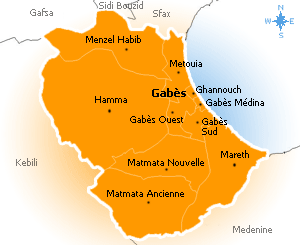 Sidi Bouzid
Gafsa
Sfax
N
W E
S
Menzel Habib
Metouia
Gabès
Ghannouch
Hamma
Gabès Médina
Gabès Ouest
Gabès
Sud
Kebili
Mareth
Matmata Nouvelle
Matmata Ancienne
Medenine